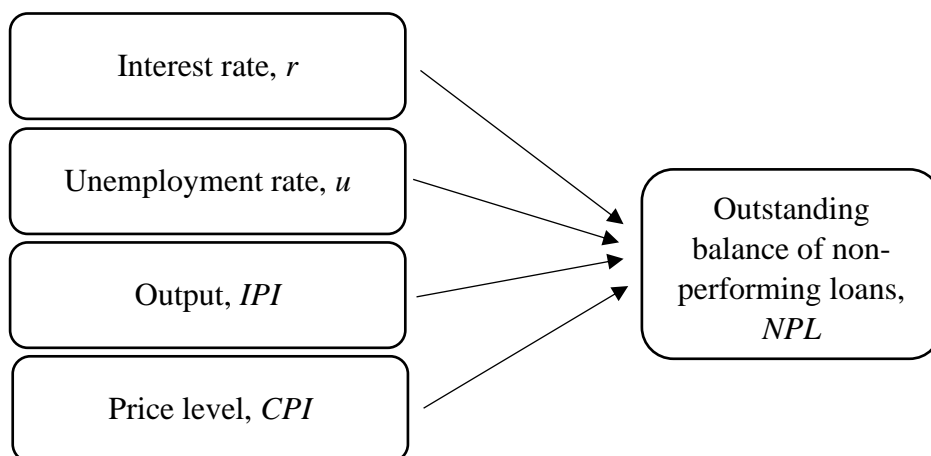 Interest rate, r
Unemployment rate, u
Output, IPI
Price level, CPI
Outstanding
balance of non-
performing loans,
NPL